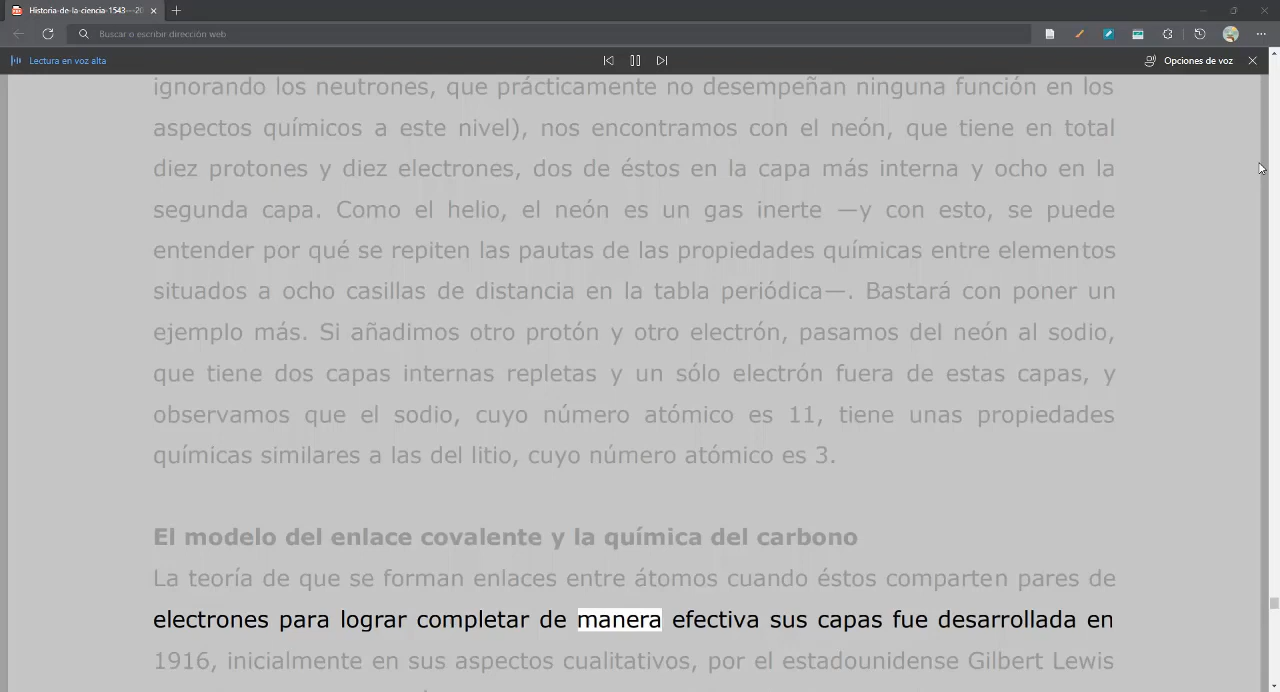 Historia-de-la-ciencia-1543---20
Buscar o escribir dirección web
Lectura en voz alta
Opciones de voz
ignorando los neutrones, que prácticamente no desempeñan ninguna función en los
aspectos químicos a este nivel), nos encontramos con el neón, que tiene en total
diez protones y diez electrones, dos de éstos en la capa más interna y ocho en la
segunda capa. Como el helio, el neón es un gas inerte —y con esto, se puede
entender por qué se repiten las pautas de las propiedades químicas entre elementos
situados a ocho casillas de distancia en la tabla periódica—. Bastará con poner un
ejemplo más. Si añadimos otro protón y otro electrón, pasamos del neón al sodio,
que tiene dos capas internas repletas y un sólo electrón fuera de estas capas, y
observamos que el sodio, cuyo número atómico es 11, tiene unas propiedades
químicas similares a las del litio, cuyo número atómico es 3.
El modelo del enlace covalente y la química del carbono
La teoría de que se forman enlaces entre átomos cuando éstos comparten pares de
electrones para lograr completar de manera efectiva sus capas fue desarrollada en
1916, inicialmente en sus aspectos cualitativos, por el estadounidense Gilbert Lewis